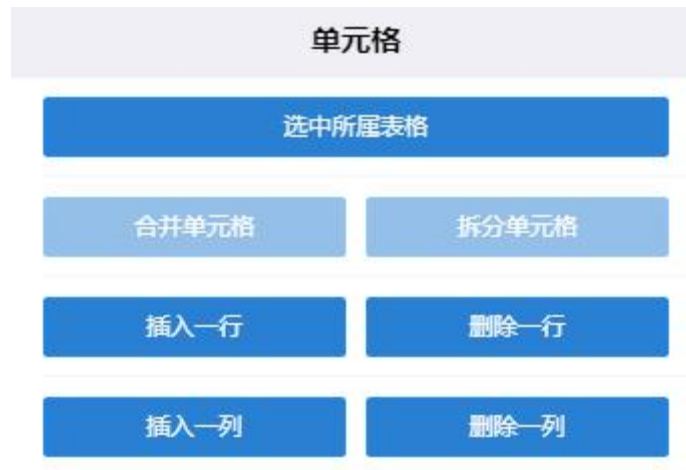 单元格
选中所属表格
合并单元格
拆分单元格
插入一行
删除一行
插入一列
删除一列